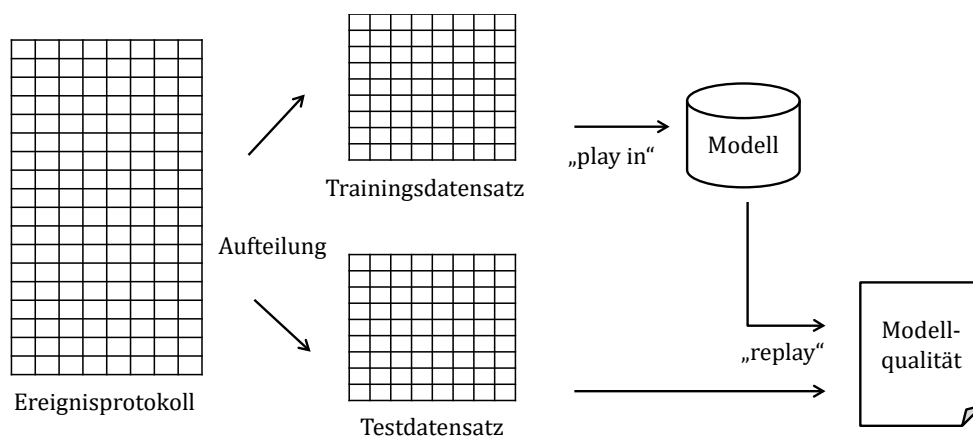 Ereignisprotokoll
Aufteilung
Trainingsdatensatz
Testdatensatz
„play in“
Modell
„replay“
Modell-
qualität